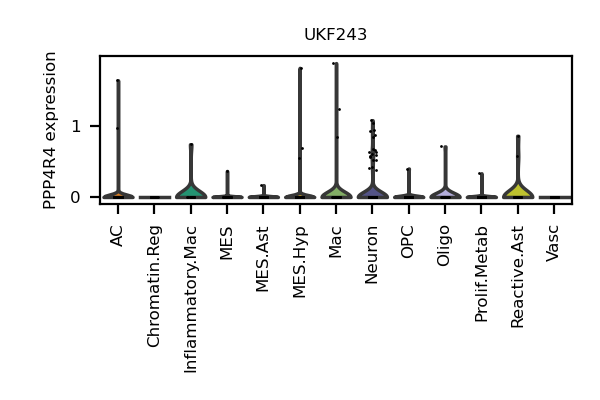 UKF243
PPP4R4 expression
1
0
AC
Chromatin.Reg
Inflammatory.Mac
MES
MES.Ast
MES.Hyp
Mac
Neuron
OPC
Oligo
Prolif.Metab
Reactive.Ast
Vasc